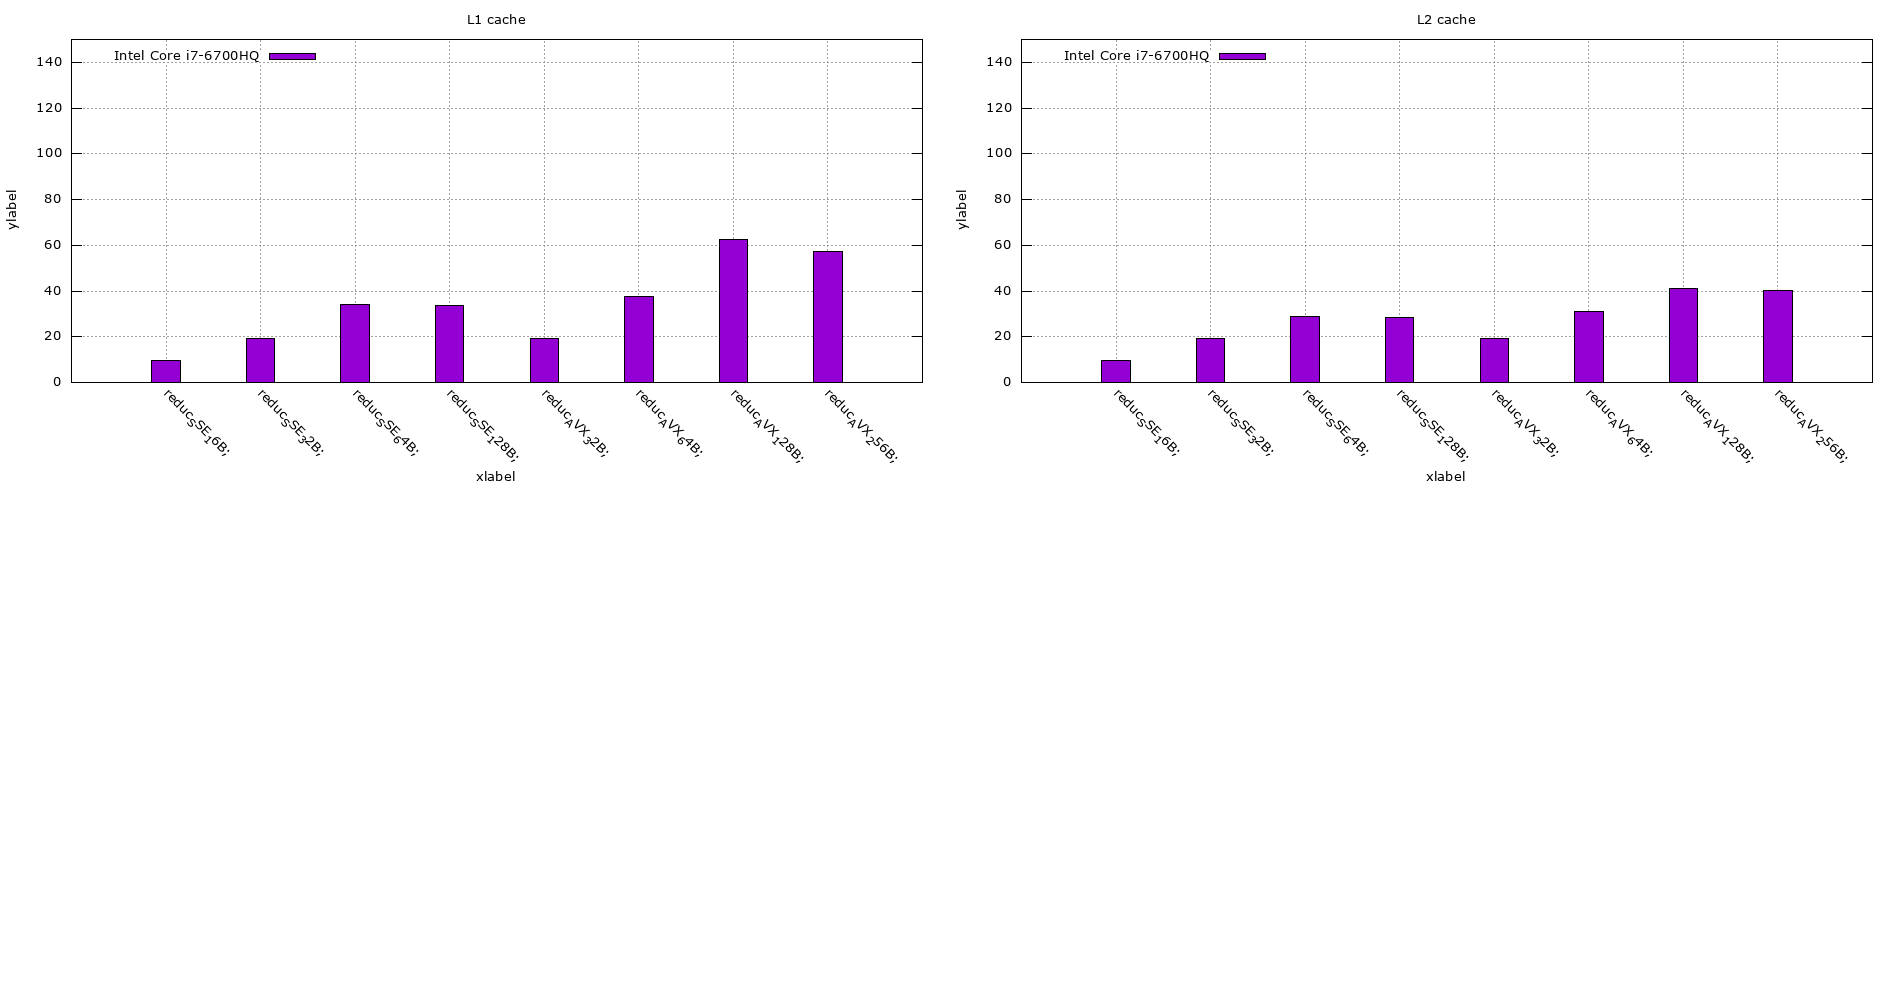 L1 cache
Intel Core i7-6700HQ
140
120
100
80
60
40
20
0
ylabel
reducSSE16B;
reducSSE32B;
reducSSE64B;
reducSSE128B;
reducAVX32B;
reducAVX64B;
reducAVX128B;
reducAVX256B;
xlabel
L2 cache
Intel Core i7-6700HQ
140
120
100
80
60
40
20
0
ylabel
reducSSE16B;
reducSSE32B;
reducSSE64B;
reducSSE128B;
reducAVX32B;
reducAVX64B;
reducAVX128B;
reducAVX256B;
xlabel